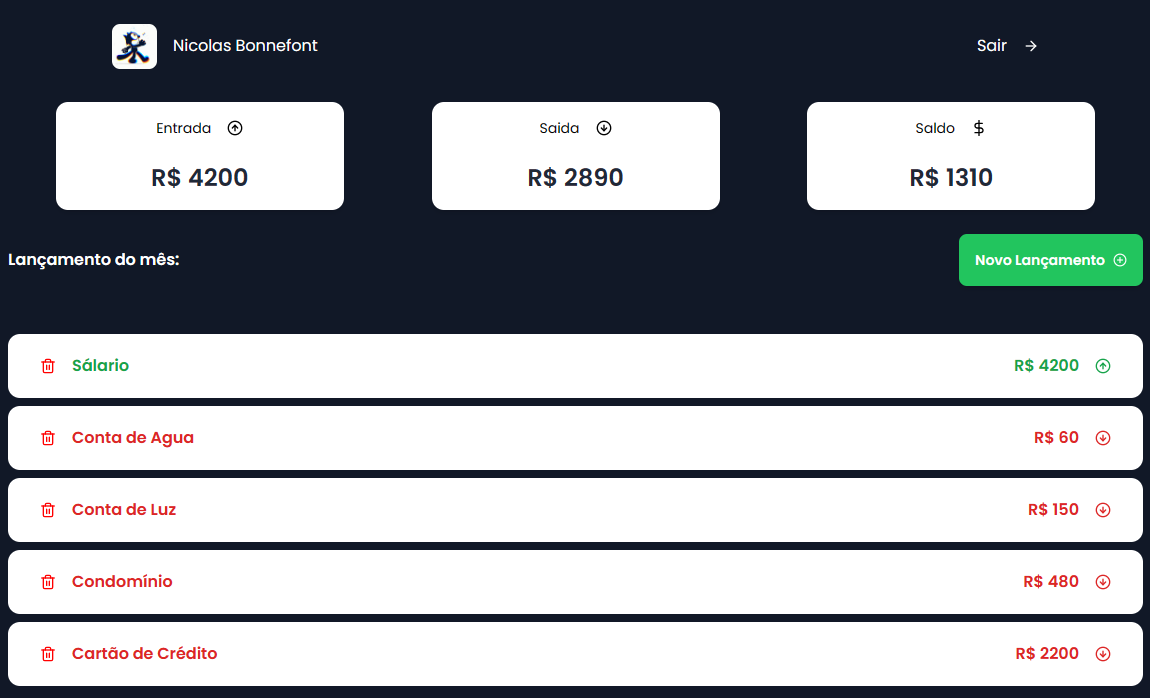 Nicolas Bonnefont
Sair
Entrada
Saida
Saldo $
R$ 4200
R$ 2890
R$ 1310
Lançamento do mês:
Novo Lançamento
Sálario
R$ 4200
Conta de Agua
R$ 60
Conta de Luz
R$ 150
Condomínio
R$ 480
Cartão de Crédito
R$ 2200